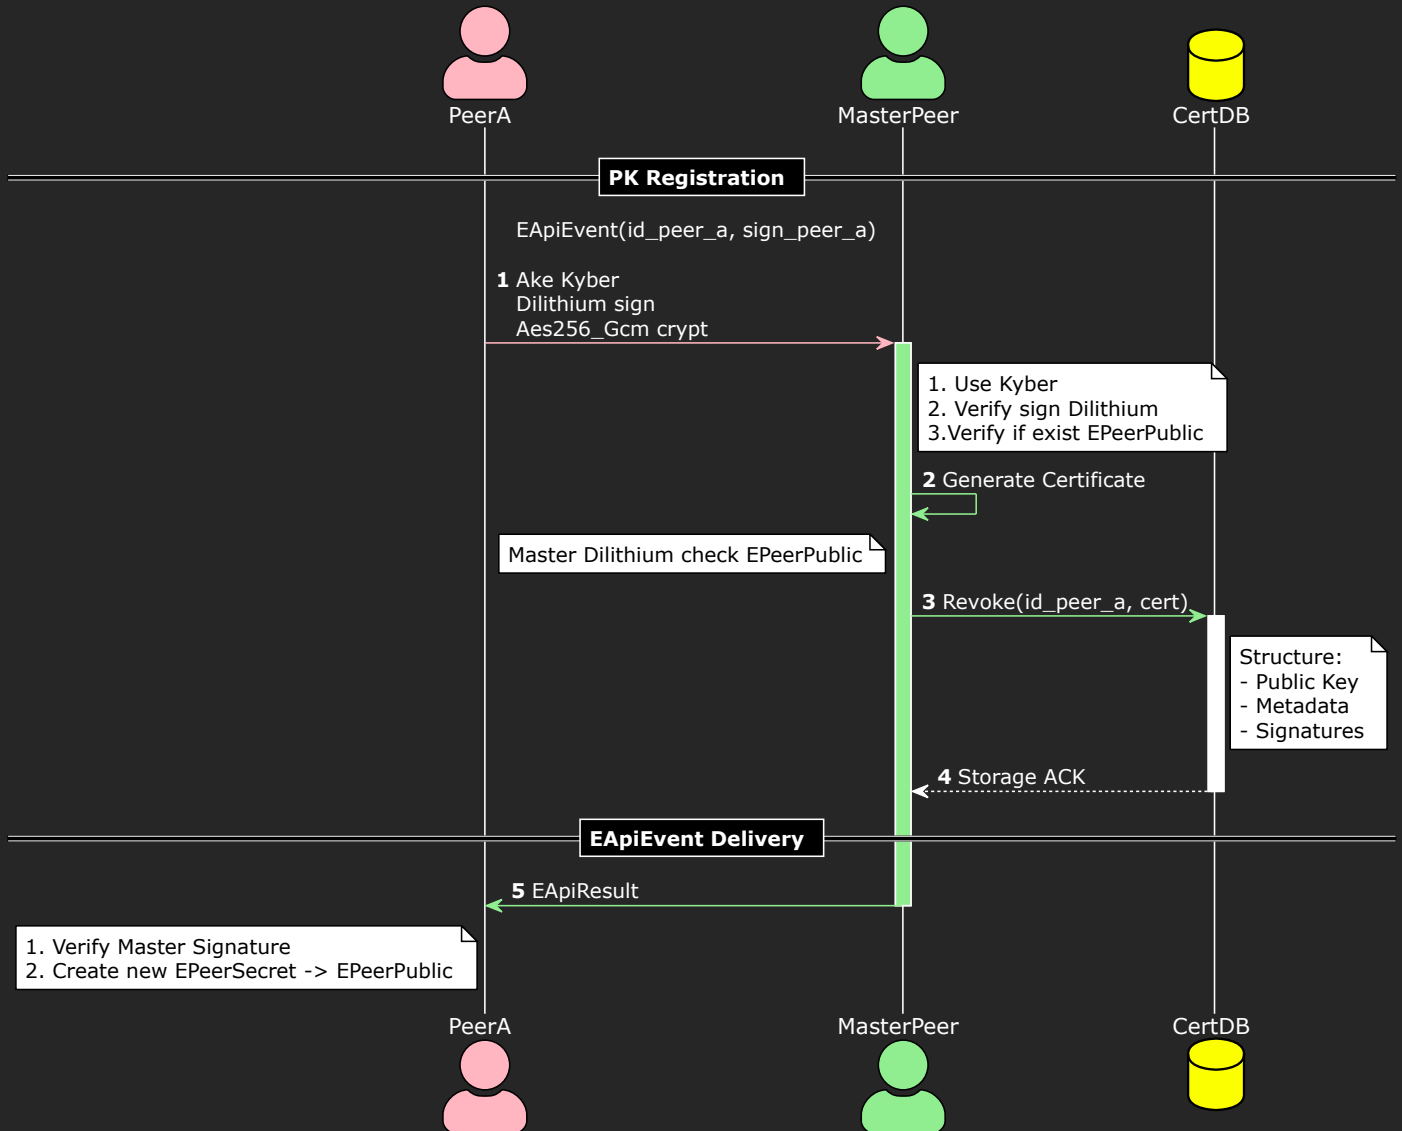 PeerA
MasterPeer
CertDB
PK Registration
EApiEvent(id_peer_a, sign_peer_a)
1 Ake Kyber
Dilithium sign
Aes256_Gcm crypt
1. Use Kyber
2. Verify sign Dilithium
3.Verify if exist EPeerPublic
2 Generate Certificate
Master Dilithium check EPeerPublic
3 Revoke(id_peer_a, cert)
Structure:
- Public Key
- Metadata
- Signatures
4 Storage ACK
EApiEvent Delivery
5 EApiResult
1. Verify Master Signature
2. Create new EPeerSecret -> EPeerPublic
PeerA
MasterPeer
CertDB